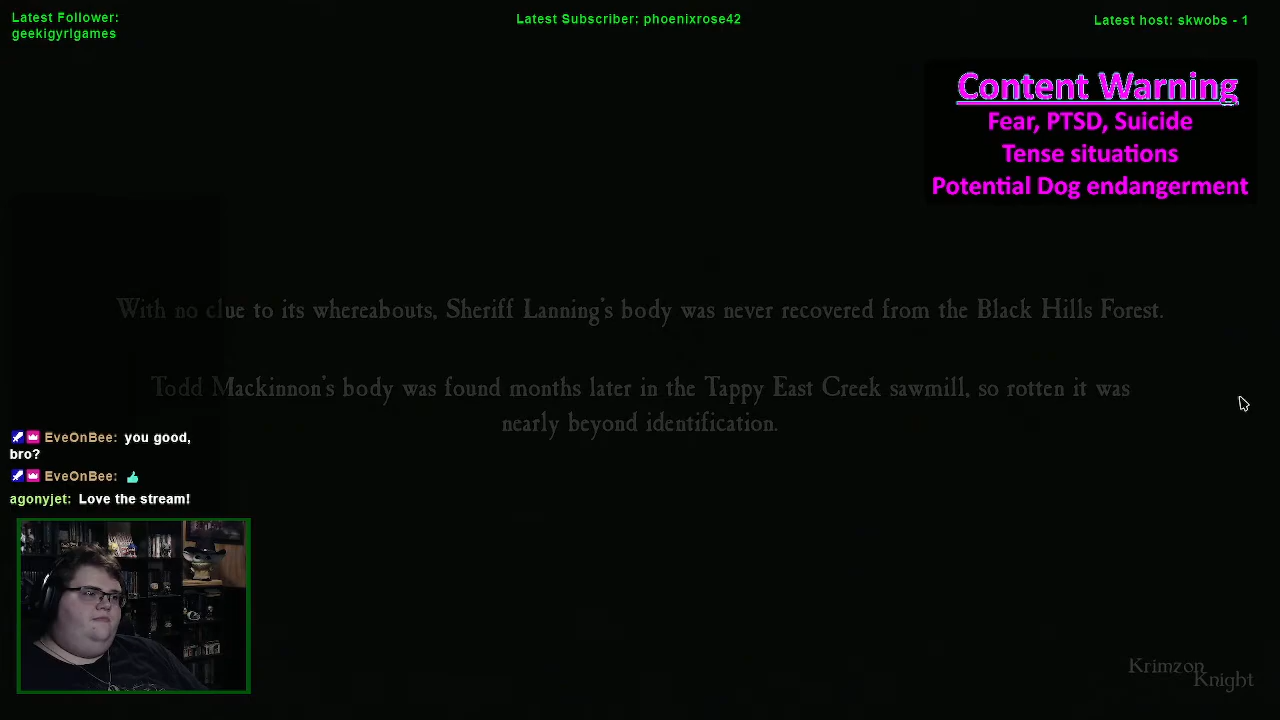 Latest Follower:
geekigyrlgames
Latest Subscriber: phoenixrose42
Latest host: skwobs - 1
Content Warning
Fear, PTSD, Suicide
Tense situations
Potential Dog endangerment
With no clue to its whereabouts, Sheriff Lanning's body was never recovered from the Black Hills Forest.
Todd Mackinnon's body was found months later in the Tappy East Creek sawmill, so rotten it was
nearly beyond identification.
EveOnBee: you good,
bro?
EveOnBee:
agonyjet: Love the stream!
Krimzon
Knight